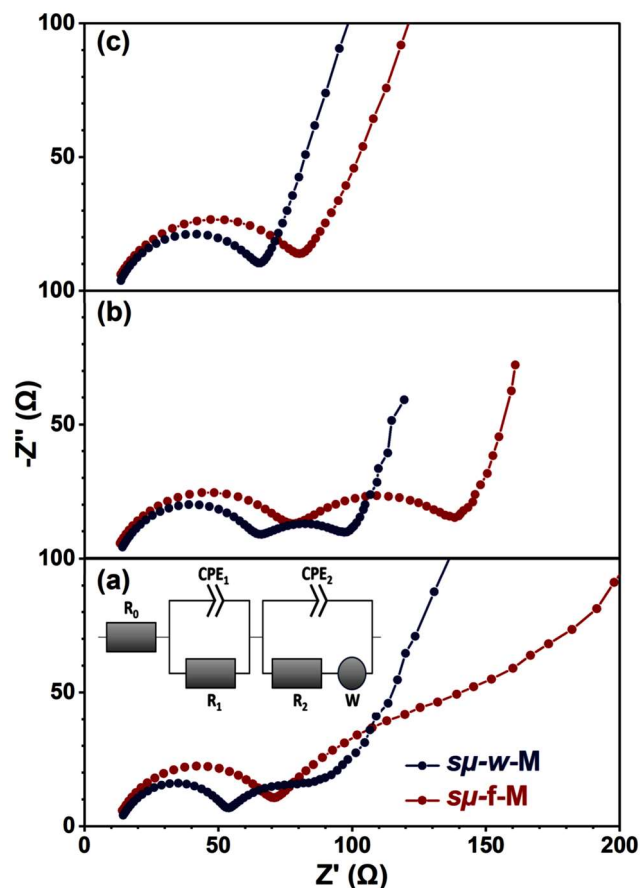 100
(c)
50
100
(b)
-Z'' (Ω)
50
100
(a)
CPE₁
CPE₂
R₀
R₁
R₂
W
50
sμ-w-M
sμ-f-M
0
0
50
100
150
200
Z' (Ω)